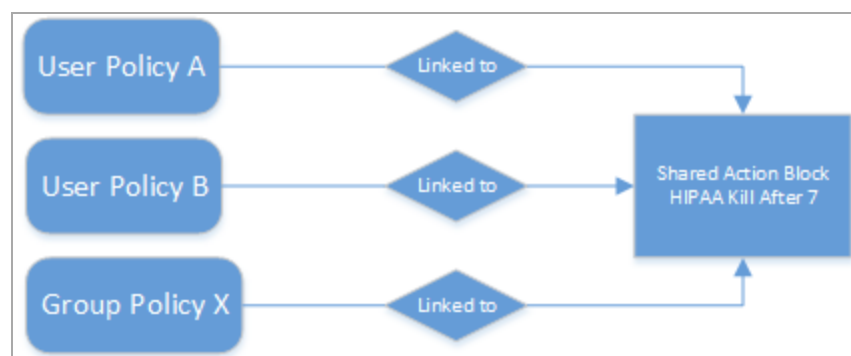 User Policy A
Linked to
User Policy B
Linked to
Shared Action Block
HIPAA Kill After 7
Group Policy X
Linked to